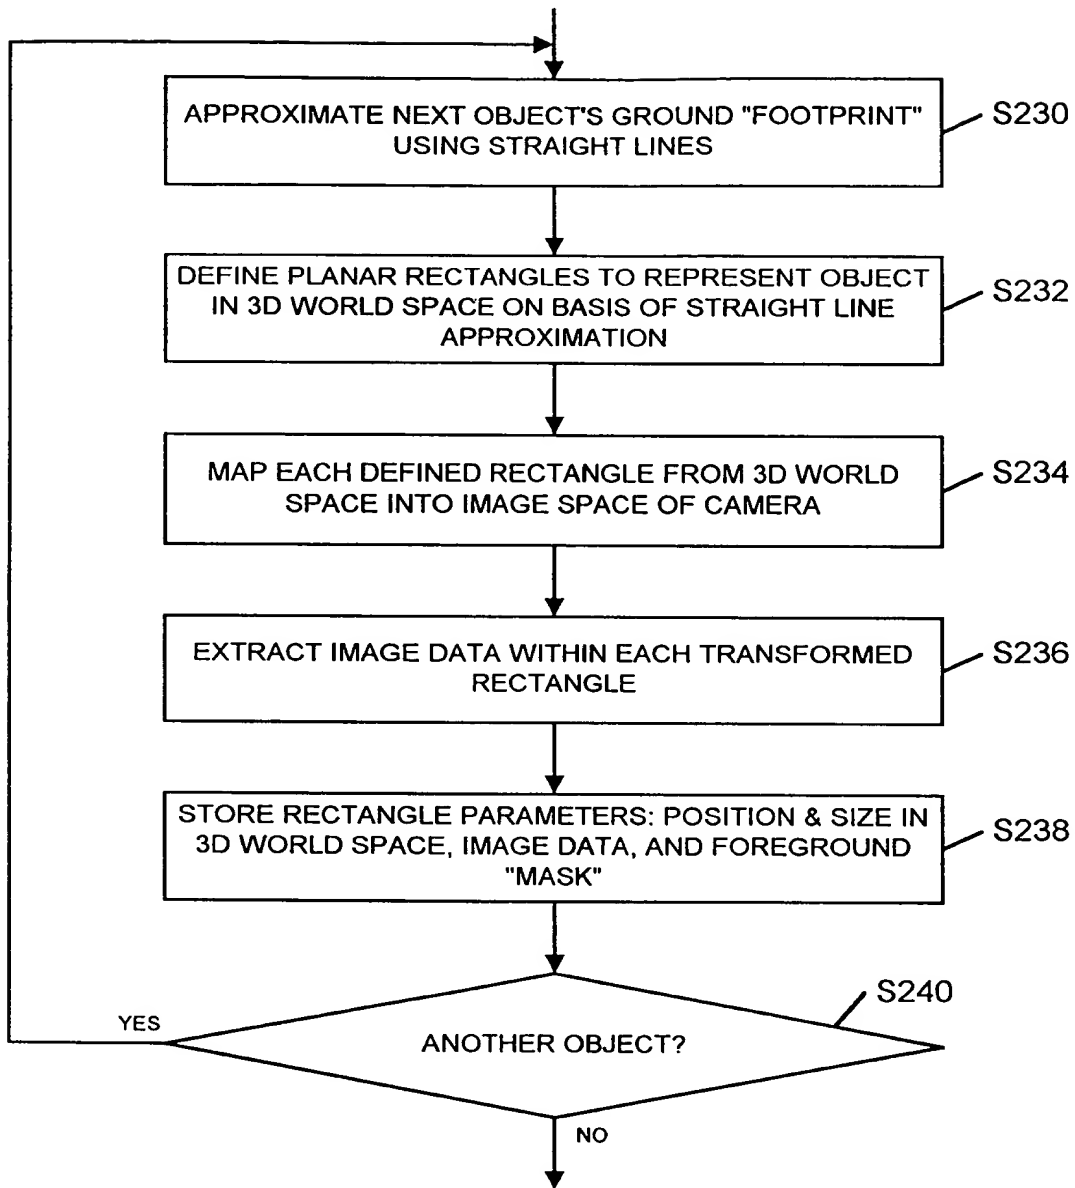 APPROXIMATE NEXT OBJECT'S GROUND "FOOTPRINT"
USING STRAIGHT LINES
S230
DEFINE PLANAR RECTANGLES TO REPRESENT OBJECT
IN 3D WORLD SPACE ON BASIS OF STRAIGHT LINE
APPROXIMATION
S232
MAP EACH DEFINED RECTANGLE FROM 3D WORLD
SPACE INTO IMAGE SPACE OF CAMERA
S234
EXTRACT IMAGE DATA WITHIN EACH TRANSFORMED
RECTANGLE
S236
STORE RECTANGLE PARAMETERS: POSITION & SIZE IN
3D WORLD SPACE, IMAGE DATA, AND FOREGROUND
"MASK"
S238
S240
YES
ANOTHER OBJECT?
NO